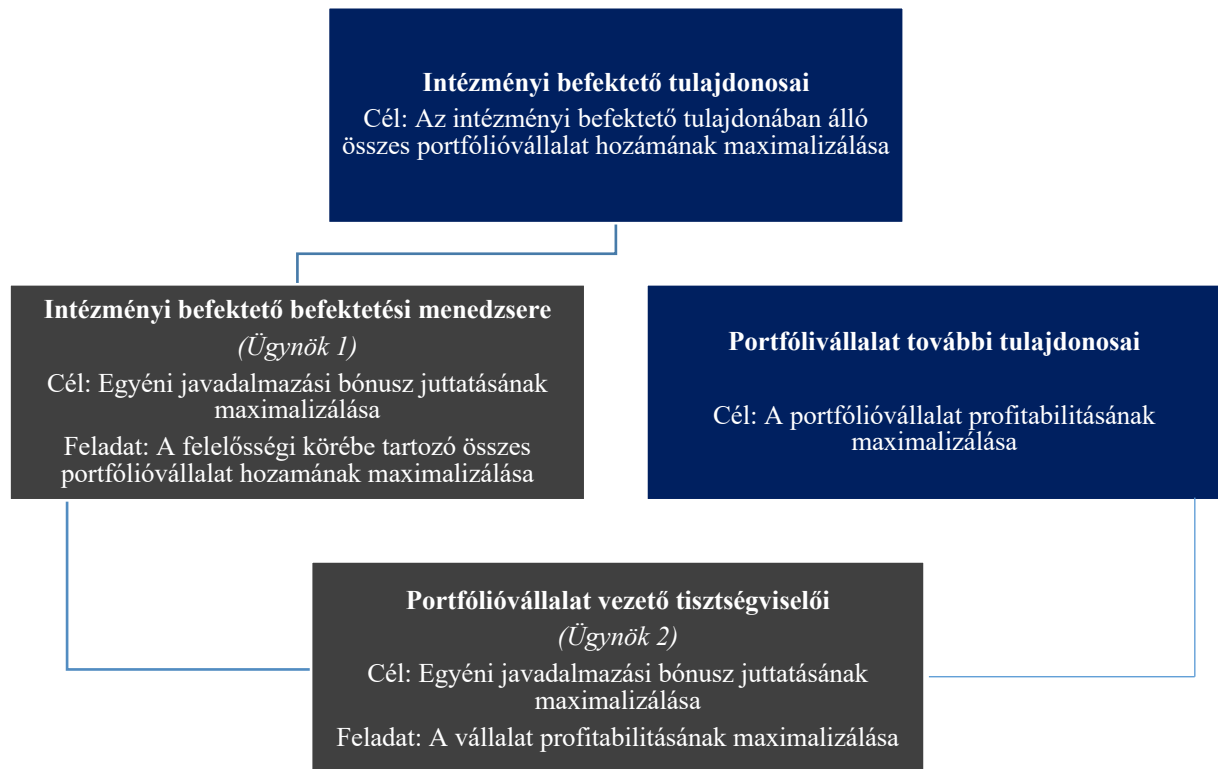 Intézményi befektető tulajdonosai
Cél: Az intézményi befektető tulajdonában álló
összes portfólióvállalat hozámának maximalizálása
Intézményi befektető befektetési menedzsere
(Ügynök 1)
Cél: Egyéni javadalmazási bónusz juttatásának
maximalizálása
Feladat: A felelősségi körébe tartozó összes
portfólióvállalat hozamának maximalizálása
Portfólivállalat további tulajdonosai
Cél: A portfólióvállalat profitabilitásának
maximalizálása
Portfólióvállalat vezető tisztségviselői
(Ügynök 2)
Cél: Egyéni javadalmazási bónusz juttatásának
maximalizálása
Feladat: A vállalat profitabilitásának maximalizálása